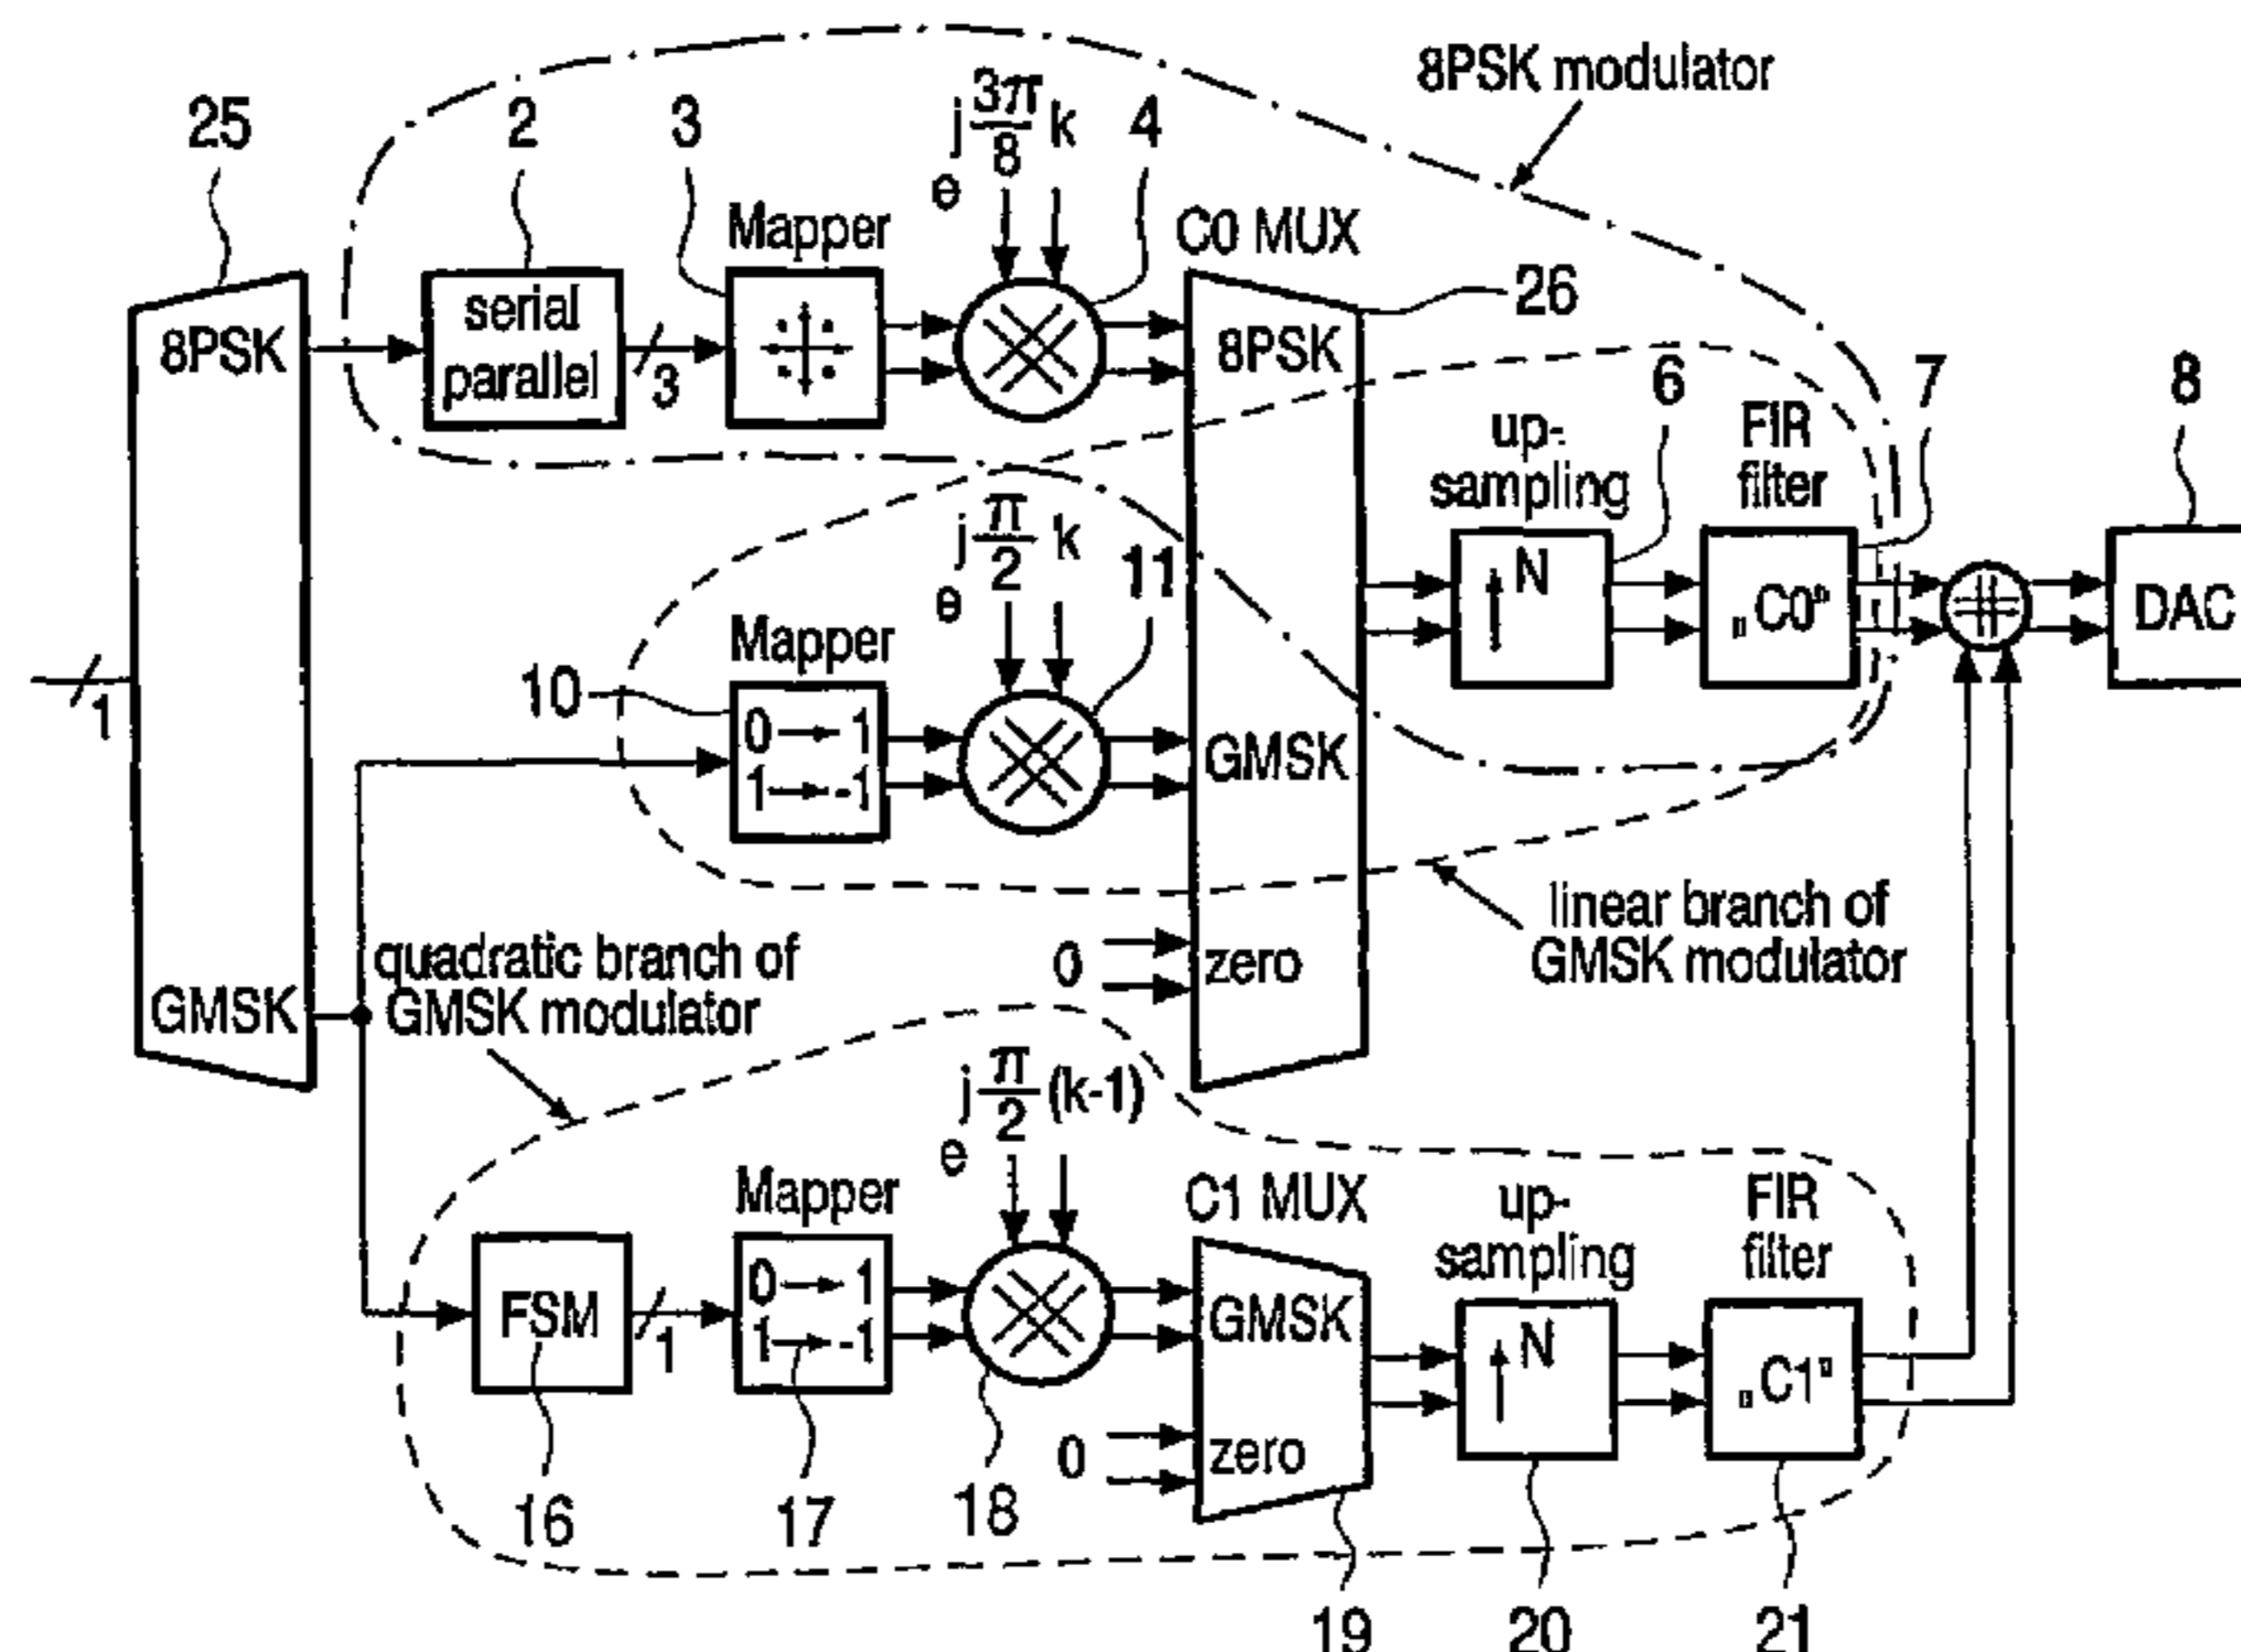 8PSK modulator
25
2
3
e j 3π/8 k
4
Mapper
C0 MUX
26
8PSK
serial
parallel
3
8PSK
6
7
8
up-
sampling
FIR
filter
e j π/2 k
11
N
„C0“
DAC
Mapper
10
0 → 1
1 → -1
GMSK
1
linear branch of
GMSK modulator
quadratic branch of
GMSK modulator
0
zero
GMSK
e j π/2 (k-1)
Mapper
C1 MUX
up-
sampling
FIR
filter
FSM
1
0 → 1
1 → -1
GMSK
N
„C1“
0
zero
16
17
18
19
20
21